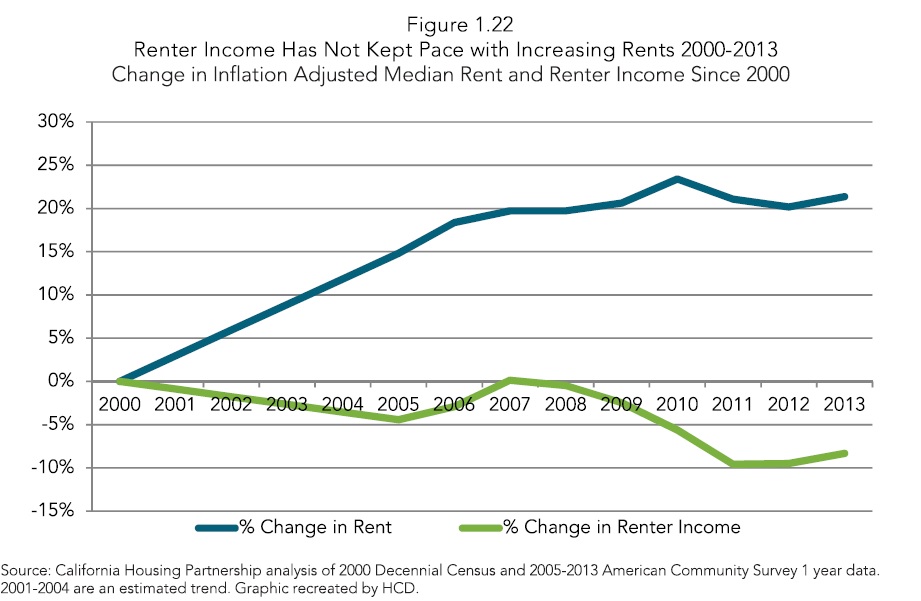 Figure 1.22
Renter Income Has Not Kept Pace with Increasing Rents 2000-2013
Change in Inflation Adjusted Median Rent and Renter Income Since 2000
30%
25%
20%
15%
10%
5%
0%
2000 2001 2002 2003 2004 2005 2006 2007 2008 2009 2010 2011 2012 2013
-5%
-10%
-15%
% Change in Rent % Change in Renter Income
Source: California Housing Partnership analysis of 2000 Decennial Census and 2005-2013 American Community Survey 1 year data.
2001-2004 are an estimated trend. Graphic recreated by HCD.